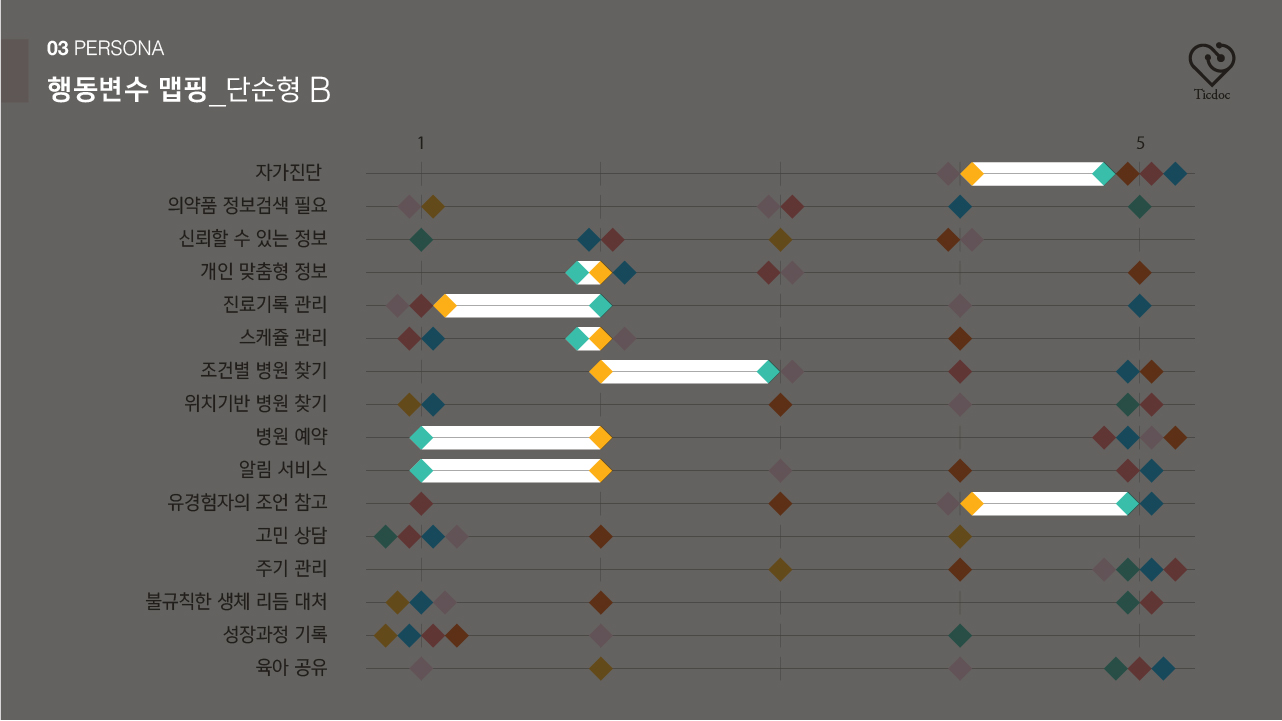 03 PERSONA
행동변수 맵핑_단순형 B
Ticdoc
1
5
자가진단
의약품 정보검색 필요
신뢰할 수 있는 정보
개인 맞춤형 정보
진료기록 관리
스케쥴 관리
조건별 병원 찾기
위치기반 병원 찾기
병원 예약
알림 서비스
유경험자의 조언 참고
고민 상담
주기 관리
불규칙한 생체 리듬 대처
성장과정 기록
육아 공유